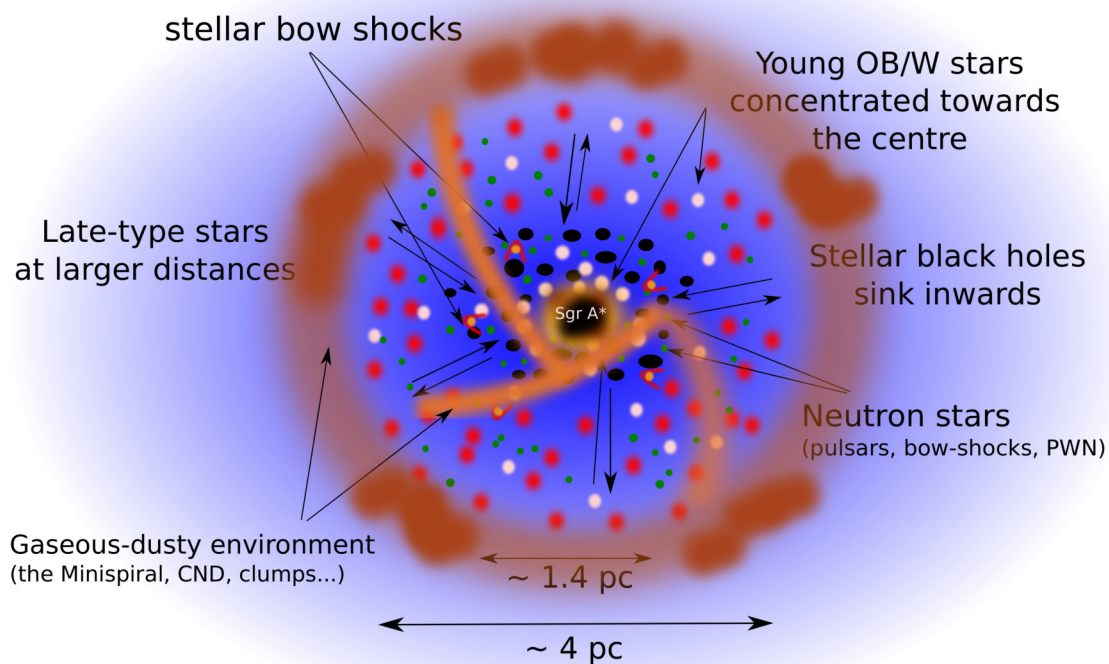 stellar bow shocks
Young OB/W stars
concentrated towards
the centre
Late-type stars
at larger distances
Stellar black holes
sink inwards
Sgr A*
Neutron stars
(pulsars, bow-shocks, PWN)
Gaseous-dusty environment
(the Minispiral, CND, clumps...)
~ 1.4 pc
~ 4 pc